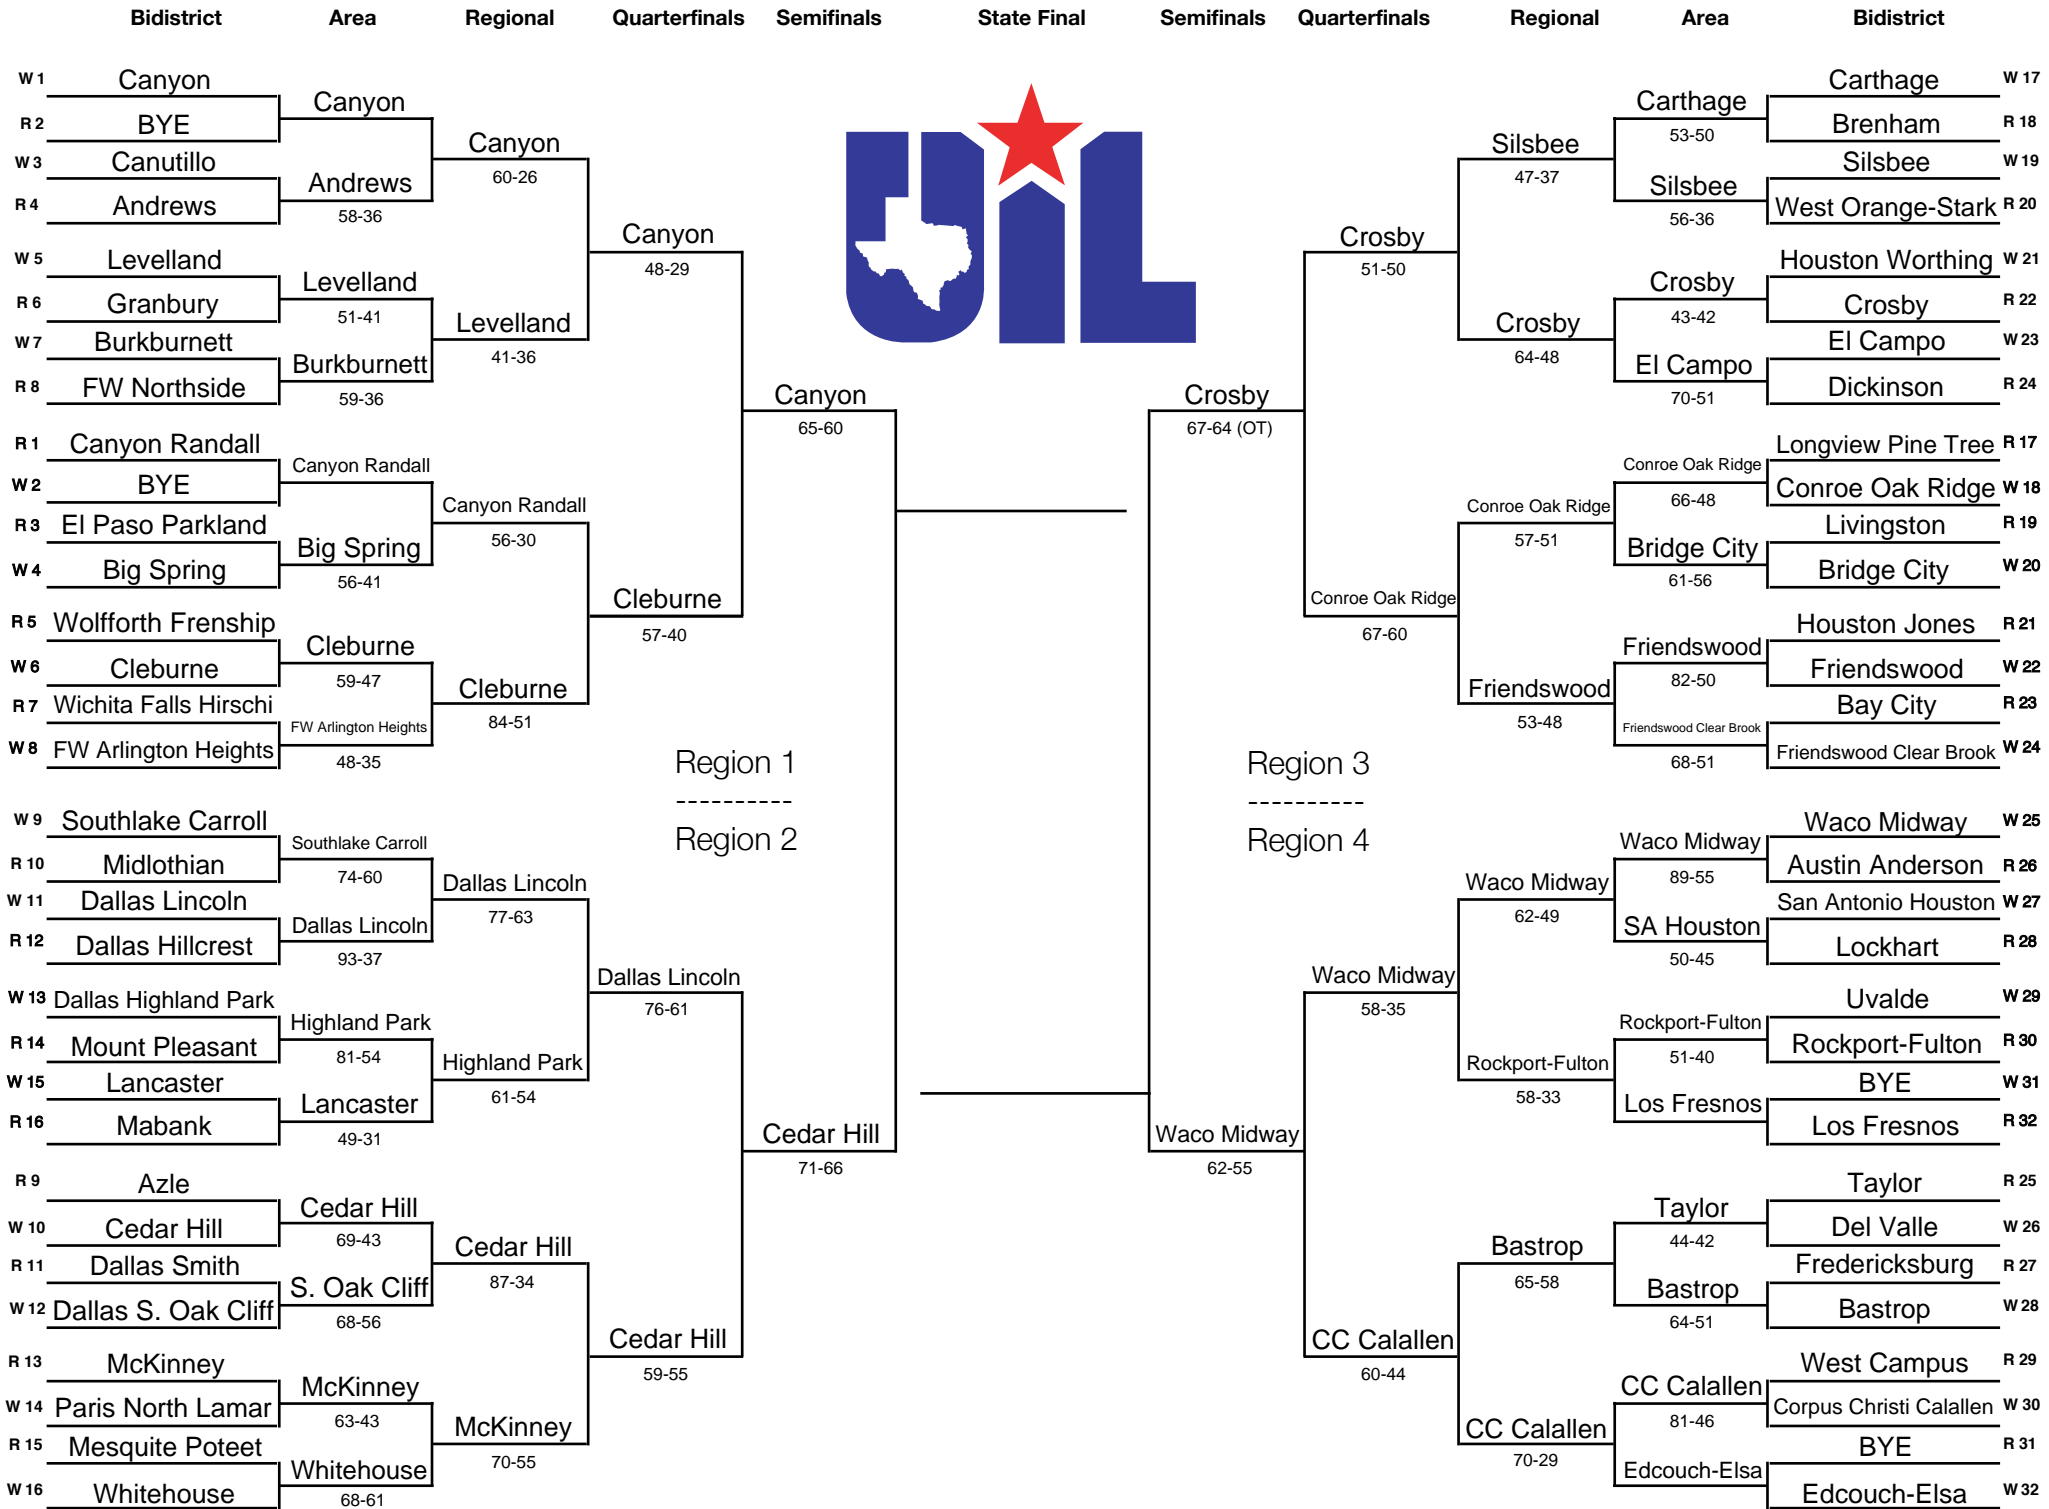 Bidistrict Area Regional Quarterfinals Semifinals State Final Semifinals Quarterfinals Regional Area Bidistrict
W 1 Canyon
R 2 BYE
W 3 Canutillo
R 4 Andrews
W 5 Levelland
R 6 Granbury
W 7 Burkburnett
R 8 FW Northside
R 1 Canyon Randall
W 2 BYE
R 3 El Paso Parkland
W 4 Big Spring
R 5 Wolfforth Frenship
W 6 Cleburne
R 7 Wichita Falls Hirschi
W 8 FW Arlington Heights
W 9 Southlake Carroll
R 10 Midlothian
W 11 Dallas Lincoln
R 12 Dallas Hillcrest
W 13 Dallas Highland Park
R 14 Mount Pleasant
W 15 Lancaster
R 16 Mabank
R 9 Azle
W 10 Cedar Hill
R 11 Dallas Smith
W 12 Dallas S. Oak Cliff
R 13 McKinney
W 14 Paris North Lamar
R 15 Mesquite Poteet
W 16 Whitehouse
Canyon
Andrews
58-36
Levelland
51-41
Burkburnett
59-36
Canyon Randall
Big Spring
56-41
Cleburne
59-47
FW Arlington Heights
48-35
Southlake Carroll
74-60
Dallas Lincoln
93-37
Highland Park
81-54
Lancaster
49-31
Cedar Hill
69-43
S. Oak Cliff
68-56
McKinney
63-43
Whitehouse
68-61
Canyon
60-26
Levelland
41-36
Canyon Randall
56-30
Cleburne
84-51
Dallas Lincoln
77-63
Highland Park
61-54
Cedar Hill
87-34
McKinney
70-55
Canyon
48-29
Cleburne
57-40
Region 1
----------
Region 2
Dallas Lincoln
76-61
Cedar Hill
59-55
Canyon
65-60
Cedar Hill
71-66
UIL
Crosby
67-64 (OT)
Waco Midway
62-55
Crosby
51-50
Conroe Oak Ridge
67-60
Region 3
----------
Region 4
Waco Midway
58-35
CC Calallen
60-44
Silsbee
47-37
Crosby
64-48
Conroe Oak Ridge
57-51
Friendswood
53-48
Waco Midway
62-49
Rockport-Fulton
58-33
Bastrop
65-58
CC Calallen
70-29
Carthage
53-50
Silsbee
56-36
Crosby
43-42
El Campo
70-51
Conroe Oak Ridge
66-48
Bridge City
61-56
Friendswood
82-50
Friendswood Clear Brook
68-51
Waco Midway
89-55
SA Houston
50-45
Rockport-Fulton
51-40
Los Fresnos
Taylor
44-42
Bastrop
64-51
CC Calallen
81-46
Edcouch-Elsa
Carthage W 17
Brenham R 18
Silsbee W 19
West Orange-Stark R 20
Houston Worthing W 21
Crosby R 22
El Campo W 23
Dickinson R 24
Longview Pine Tree R 17
Conroe Oak Ridge W 18
Livingston R 19
Bridge City W 20
Houston Jones R 21
Friendswood W 22
Bay City R 23
Friendswood Clear Brook W 24
Waco Midway W 25
Austin Anderson R 26
San Antonio Houston W 27
Lockhart R 28
Uvalde W 29
Rockport-Fulton R 30
BYE W 31
Los Fresnos R 32
Taylor R 25
Del Valle W 26
Fredericksburg R 27
Bastrop W 28
West Campus R 29
Corpus Christi Calallen W 30
BYE R 31
Edcouch-Elsa W 32